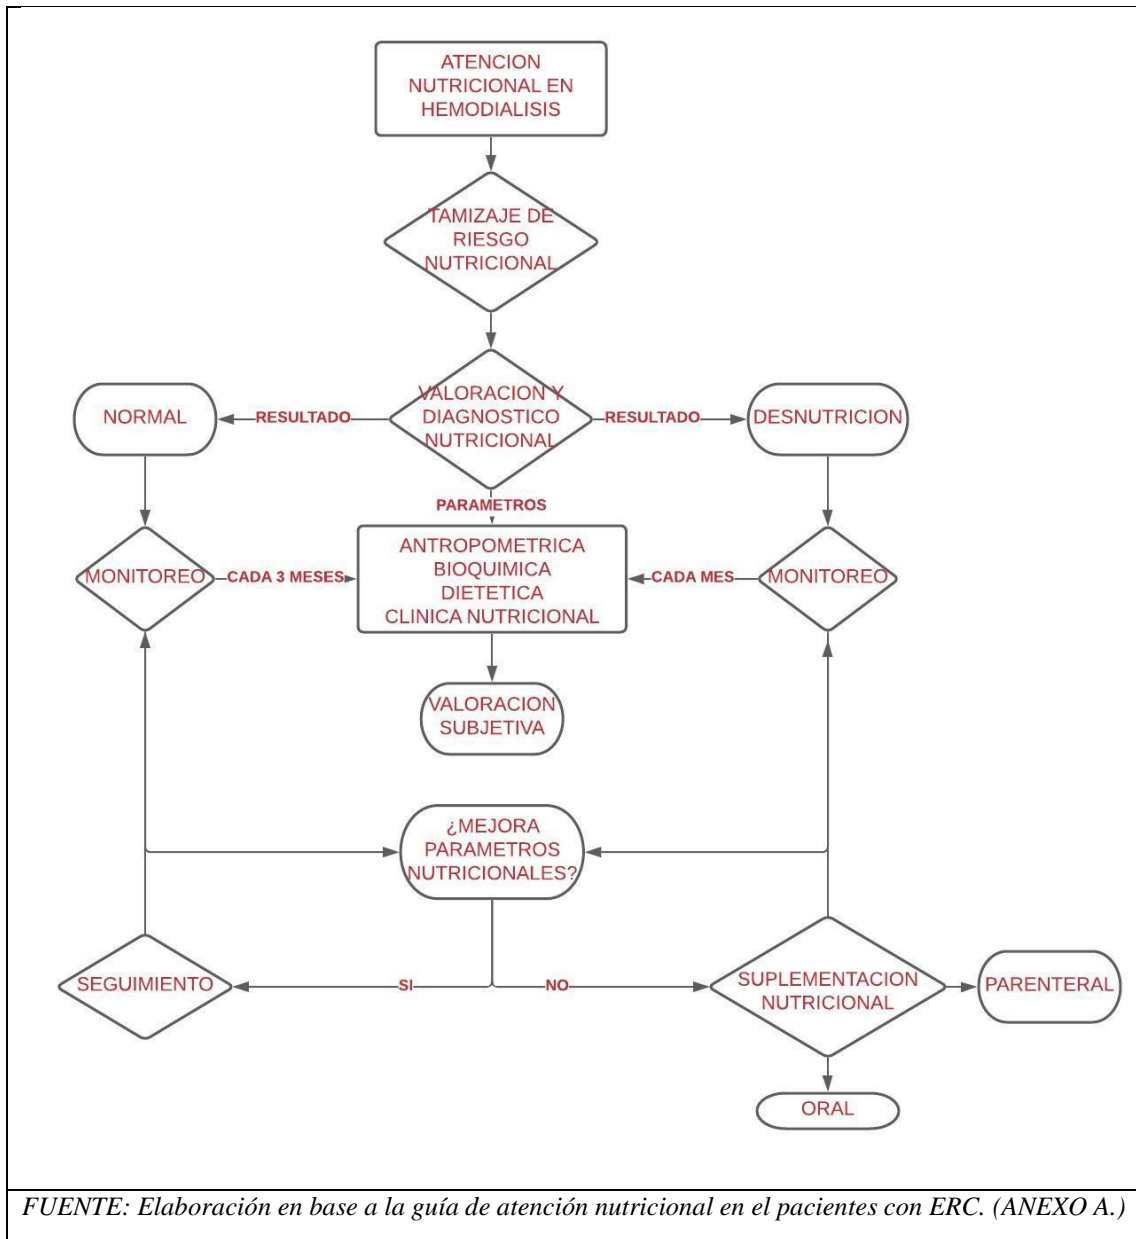 ATENCION
NUTRICIONAL EN
HEMODIALISIS
TAMIZAJE DE
RIESGO
NUTRICIONAL
VALORACION Y
DIAGNOSTICO
NUTRICIONAL
RESULTADO
RESULTADO
NORMAL
DESNUTRICION
PARAMETROS
ANTROPOMETRICA
BIOQUIMICA
DIETETICA
CLINICA NUTRICIONAL
MONITOREO
CADA 3 MESES
CADA MES
MONITOREO
VALORACION
SUBJETIVA
¿MEJORA
PARAMETROS
NUTRICIONALES?
SEGUIMIENTO
SI
NO
SUPLEMENTACION
NUTRICIONAL
PARENTERAL
ORAL
FUENTE: Elaboración en base a la guía de atención nutricional en el pacientes con ERC. (ANEXO A.)